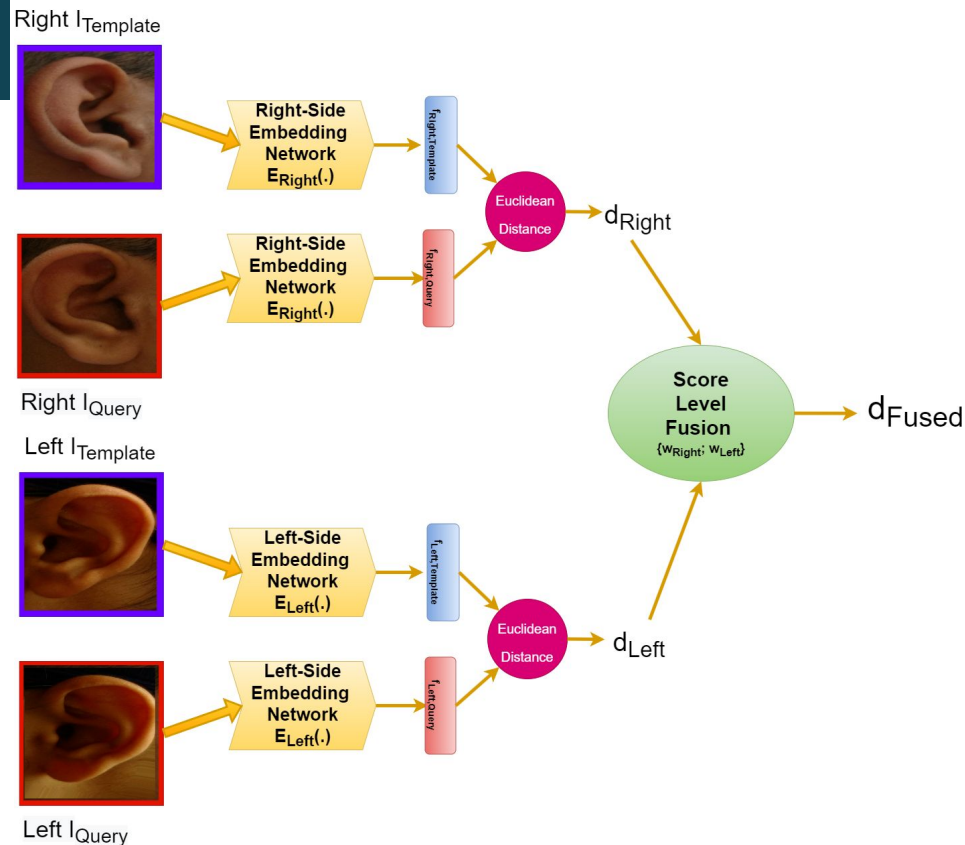 Right I_Template
Right-Side
Embedding
Network
E_Right(.)
f_Right,Template
Euclidean
Distance
d_Right
Right-Side
Embedding
Network
E_Right(.)
f_Right,Query
Right I_Query
Score
Level
Fusion
{w_Right; w_Left}
d_Fused
Left I_Template
Left-Side
Embedding
Network
E_Left(.)
f_Left,Template
Euclidean
Distance
d_Left
Left-Side
Embedding
Network
E_Left(.)
f_Left,Query
Left I_Query